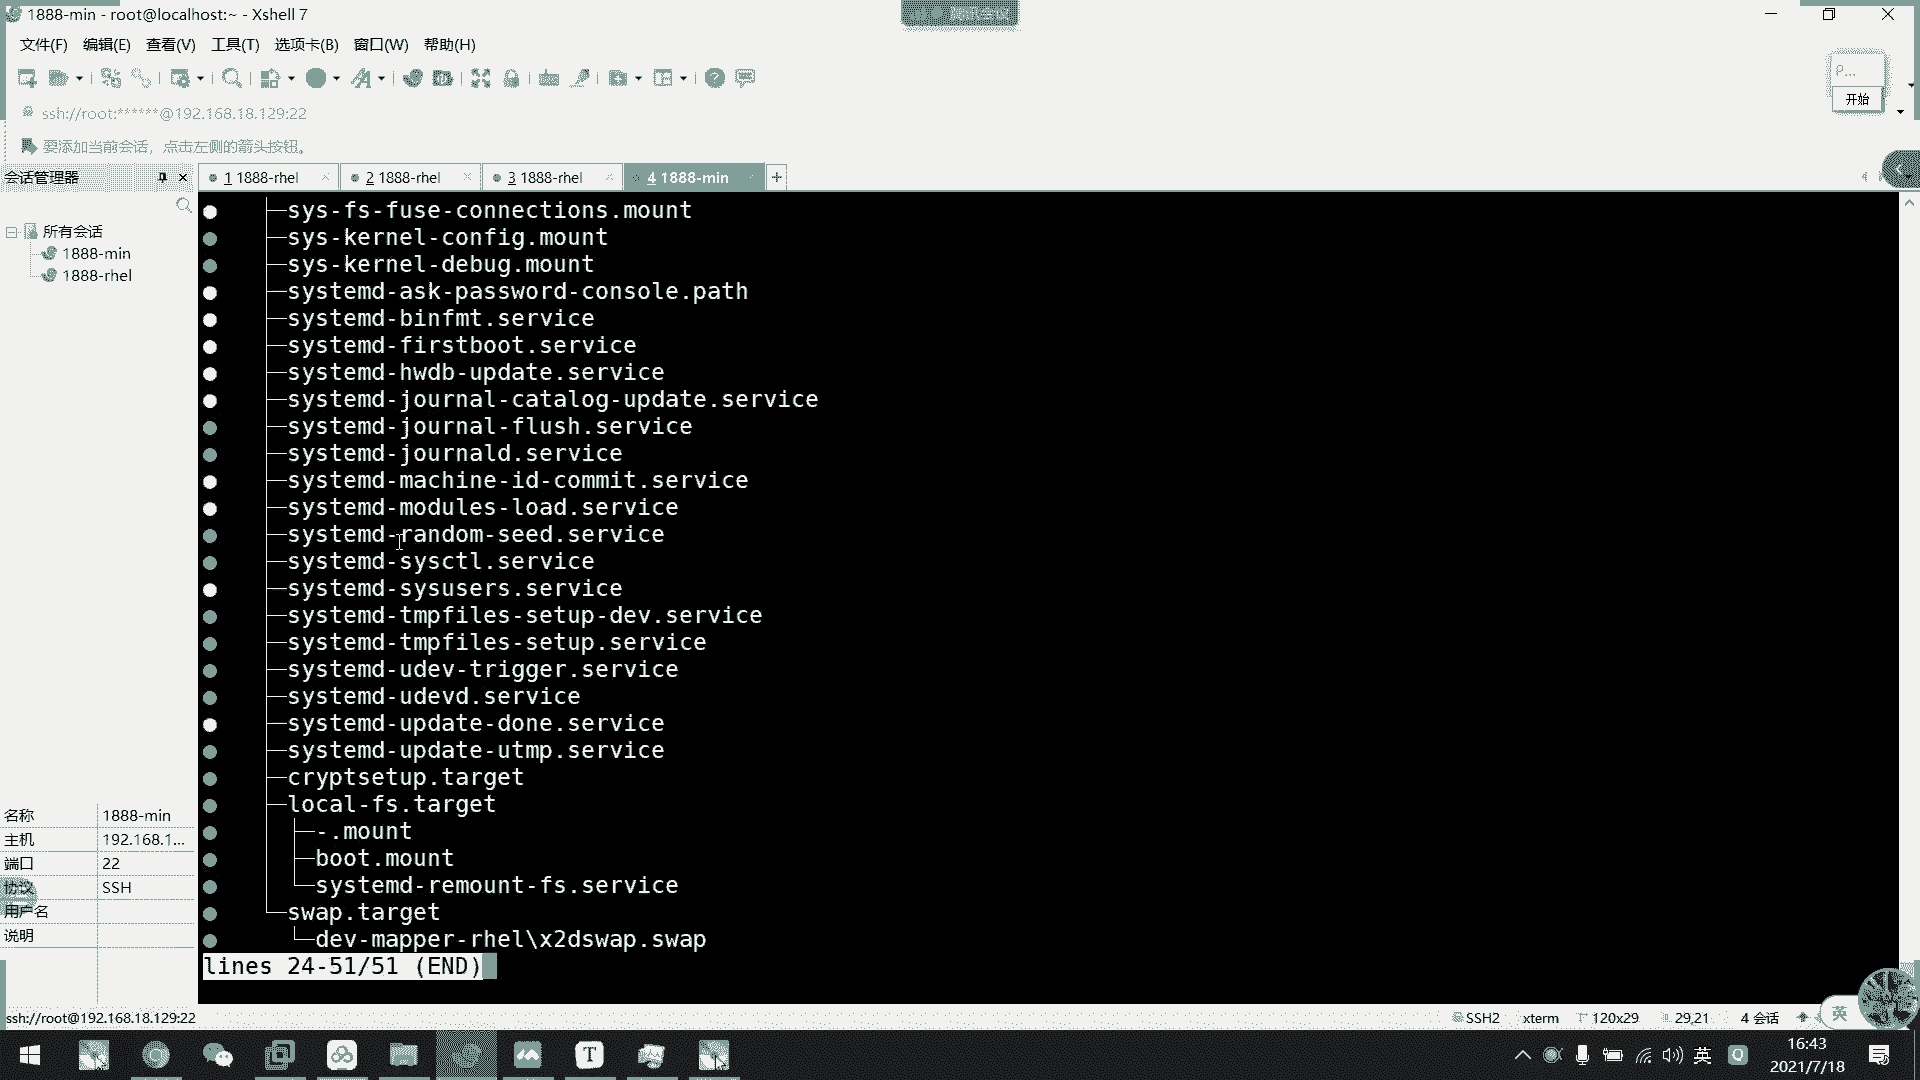 1888-min - root@localhost:~ - Xshell 7
文件(F) 编辑(E) 查看(V) 工具(T) 选项卡(B) 窗口(W) 帮助(H)
ssh://root:******@192.168.18.129:22
要添加当前会话，点击左侧的箭头按钮。
P...
开始
会话管理器
1 1888-rhel
2 1888-rhel
3 1888-rhel
4 1888-min
所有会话
1888-min
1888-rhel
├─sys-fs-fuse-connections.mount
├─sys-kernel-config.mount
├─sys-kernel-debug.mount
├─systemd-ask-password-console.path
├─systemd-binfmt.service
├─systemd-firstboot.service
├─systemd-hwdb-update.service
├─systemd-journal-catalog-update.service
├─systemd-journal-flush.service
├─systemd-journald.service
├─systemd-machine-id-commit.service
├─systemd-modules-load.service
├─systemd-random-seed.service
├─systemd-sysctl.service
├─systemd-sysusers.service
├─systemd-tmpfiles-setup-dev.service
├─systemd-tmpfiles-setup.service
├─systemd-udev-trigger.service
├─systemd-udevd.service
├─systemd-update-done.service
├─systemd-update-utmp.service
├─cryptsetup.target
├─local-fs.target
│ ├─-.mount
│ ├─boot.mount
│ └─systemd-remount-fs.service
└─swap.target
  └─dev-mapper-rhel\x2dswap.swap
lines 24-51/51 (END)
名称 1888-min
主机 192.168.1...
端口 22
协议 SSH
用户名
说明
ssh://root@192.168.18.129:22
SSH2 xterm 120x29 29,21 4 会话
英
英
16:43
2021/7/18